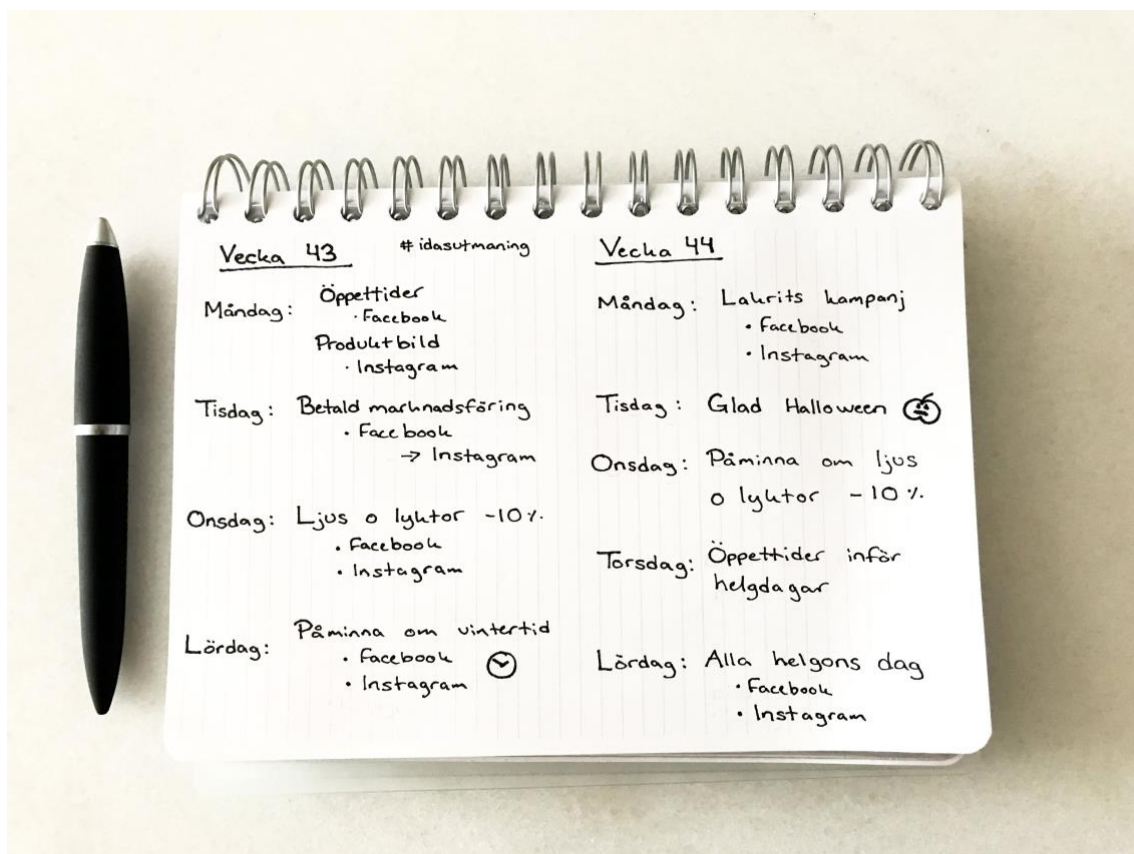 Vecka 43 #idasutmaning
Måndag: Öppettider
· Facebook
Produktbild
· Instagram
Tisdag: Betald marknadsföring
· Facebook
→ Instagram
Onsdag: Ljus o lyktor -10%
· Facebook
· Instagram
Lördag: Påminna om vintertid
· Facebook
· Instagram
Vecka 44
Måndag: Lakrits kampanj
· Facebook
· Instagram
Tisdag: Glad Halloween
Onsdag: Påminna om ljus
o lyktor -10%
Torsdag: Öppettider inför
helgdagar
Lördag: Alla helgons dag
· Facebook
· Instagram